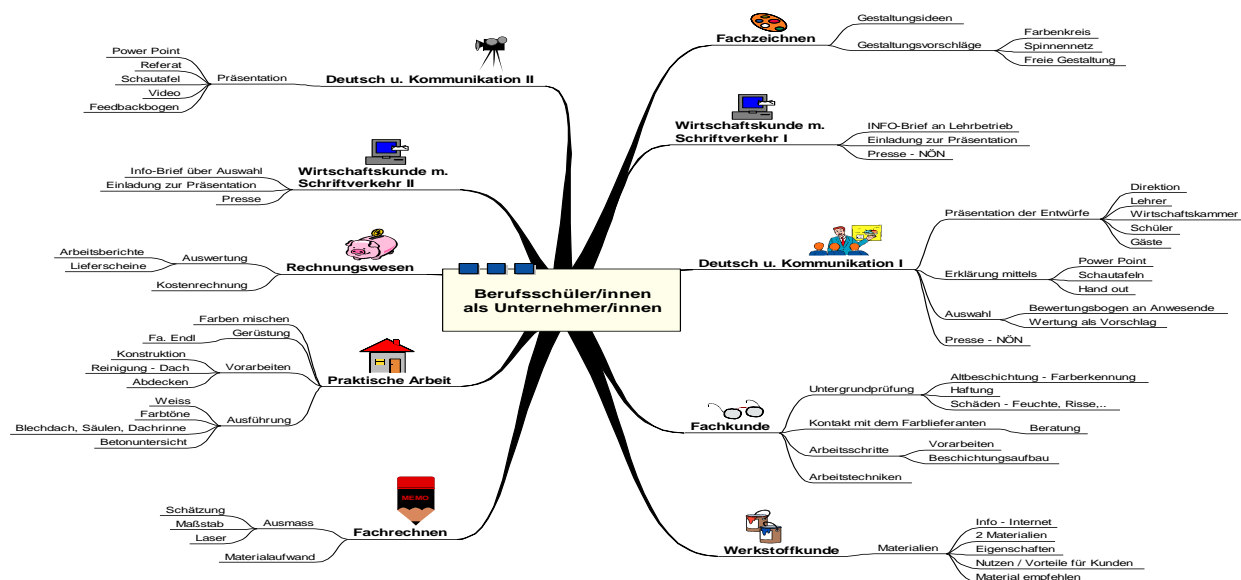 Berufsschüler/innen
als Unternehmer/innen
Fachzeichnen
Gestaltungsideen
Gestaltungsvorschläge
Farbenkreis
Spinnennetz
Freie Gestaltung
Wirtschaftskunde m.
Schriftverkehr I
INFO-Brief an Lehrbetrieb
Einladung zur Präsentation
Presse - NÖN
Deutsch u. Kommunikation I
Präsentation der Entwürfe
Direktion
Lehrer
Wirtschaftskammer
Schüler
Gäste
Erklärung mittels
Power Point
Schautafeln
Hand out
Auswahl
Bewertungsbogen an Anwesende
Wertung als Vorschlag
Presse - NÖN
Fachkunde
Untergrundprüfung
Altbeschichtung - Farberkennung
Haftung
Schäden - Feuchte, Risse,..
Kontakt mit dem Farblieferanten
Beratung
Arbeitsschritte
Vorarbeiten
Beschichtungsaufbau
Arbeitstechniken
Werkstoffkunde
Materialien
Info - Internet
2 Materialien
Eigenschaften
Nutzen / Vorteile für Kunden
Material empfehlen
Deutsch u. Kommunikation II
Präsentation
Power Point
Referat
Schautafel
Video
Feedbackbogen
Wirtschaftskunde m.
Schriftverkehr II
Info-Brief über Auswahl
Einladung zur Präsentation
Presse
Rechnungswesen
Auswertung
Arbeitsberichte
Lieferscheine
Kostenrechnung
Praktische Arbeit
Farben mischen
Gerüstung
Fa. Endl
Vorarbeiten
Konstruktion
Reinigung - Dach
Abdecken
Ausführung
Weiss
Farbtöne
Blechdach, Säulen, Dachrinne
Betonuntersicht
MEMO
Fachrechnen
Ausmass
Schätzung
Maßstab
Laser
Materialaufwand